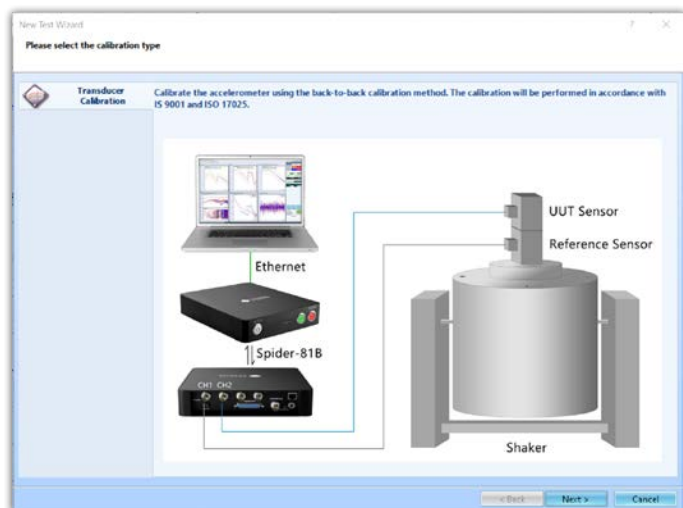 New Test Wizard
Please select the calibration type
Transducer
Calibration
Calibrate the accelerometer using the back-to-back calibration method. The calibration will be performed in accordance with
IS 9001 and ISO 17025.
UUT Sensor
Reference Sensor
Ethernet
Spider-81B
CH1 CH2
Shaker
< Back
Next >
Cancel